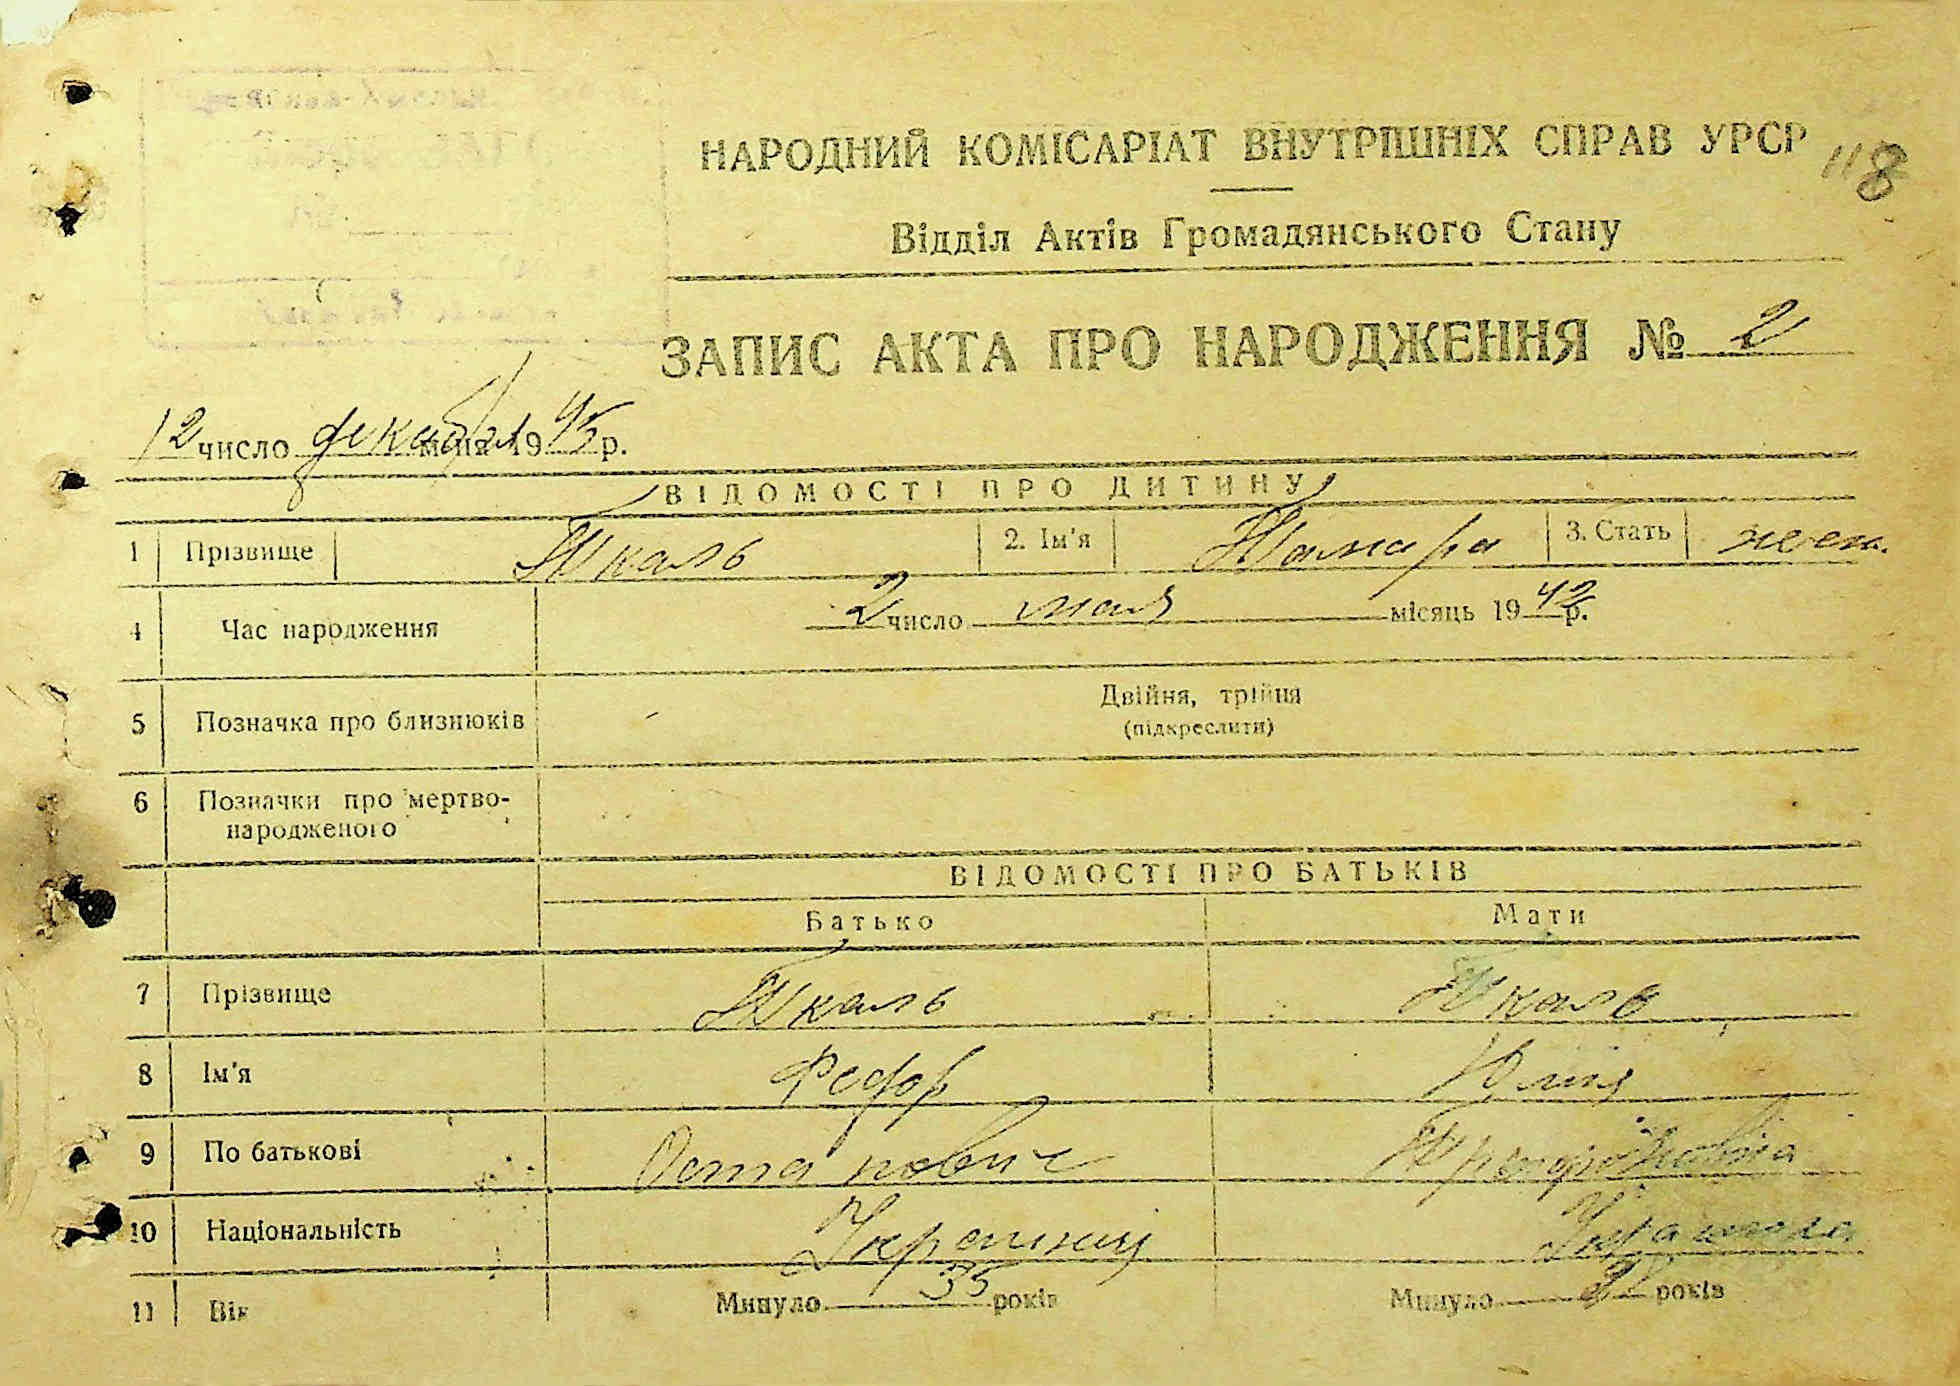 НАРОДНИЙ КОМІСАРІАТ ВНУТРІШНІХ СПРАВ УРСР 118
Відділ Актів Громадянського Стану
ЗАПИС АКТА ПРО НАРОДЖЕННЯ № 2
12 число декабря м-ця 1945 р.
ВІДОМОСТІ ПРО ДИТИНУ
1 Прізвище Шкаль 2. Ім'я Тамара 3. Стать жен.
4 Час народження 2 число мая місяць 1942 р.
5 Позначка про близнюків Двійня, трійня
(підкреслити)
6 Позначки про мертво-
народженого
ВІДОМОСТІ ПРО БАТЬКІВ
Батько Мати
7 Прізвище Шкаль Шкаль
8 Ім'я Федор Юлия
9 По батькові Остапович
10 Національність Украинец Украинка
11 Вік Минуло 35 років Минуло років